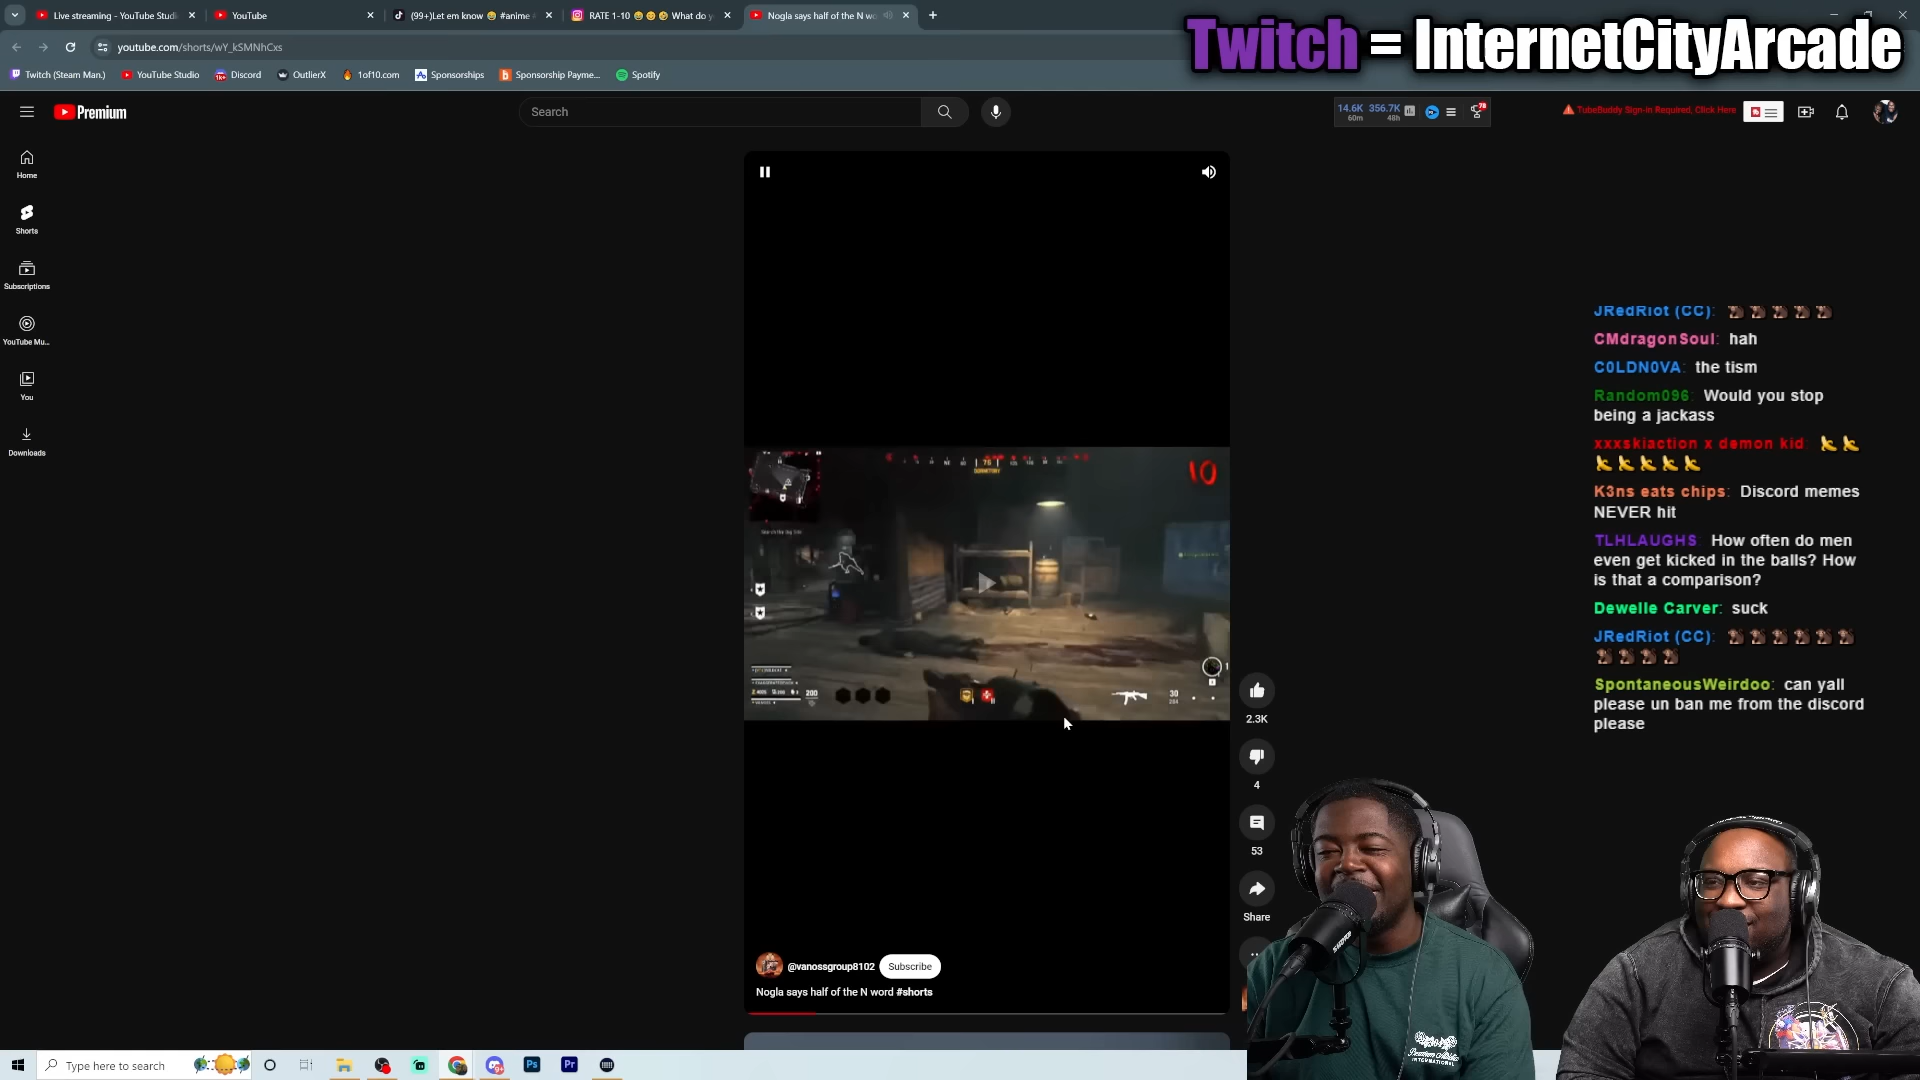 Live streaming - YouTube Studi
YouTube
(99+)Let em know 😂 #anime
RATE 1-10 😂😊🤣 What do y
Nogla says half of the N wo
youtube.com/shorts/wY_kSMNhCxs
Twitch = InternetCityArcade
Twitch (Steam Man.)
YouTube Studio
Discord
OutlierX
1of10.com
Sponsorships
Sponsorship Payme...
Spotify
Premium
Search
14.6K 356.7K
60m 48h
78
TubeBuddy Sign-in Required, Click Here
Home
Shorts
Subscriptions
YouTube Mu...
You
Downloads
JRedRiot (CC):
CMdragonSoul: hah
C0LDN0VA: the tism
Random096: Would you stop
being a jackass
xxxskiaction x demon kid: 🍌🍌
🍌🍌🍌🍌🍌
K3ns eats chips: Discord memes
NEVER hit
TLHLAUGHS: How often do men
even get kicked in the balls? How
is that a comparison?
Dewelle Carver: suck
JRedRiot (CC):
SpontaneousWeirdoo: can yall
please un ban me from the discord
please
75
10
200
30
2.3K
4
53
Share
@vanossgroup8102 Subscribe
Nogla says half of the N word #shorts
Type here to search